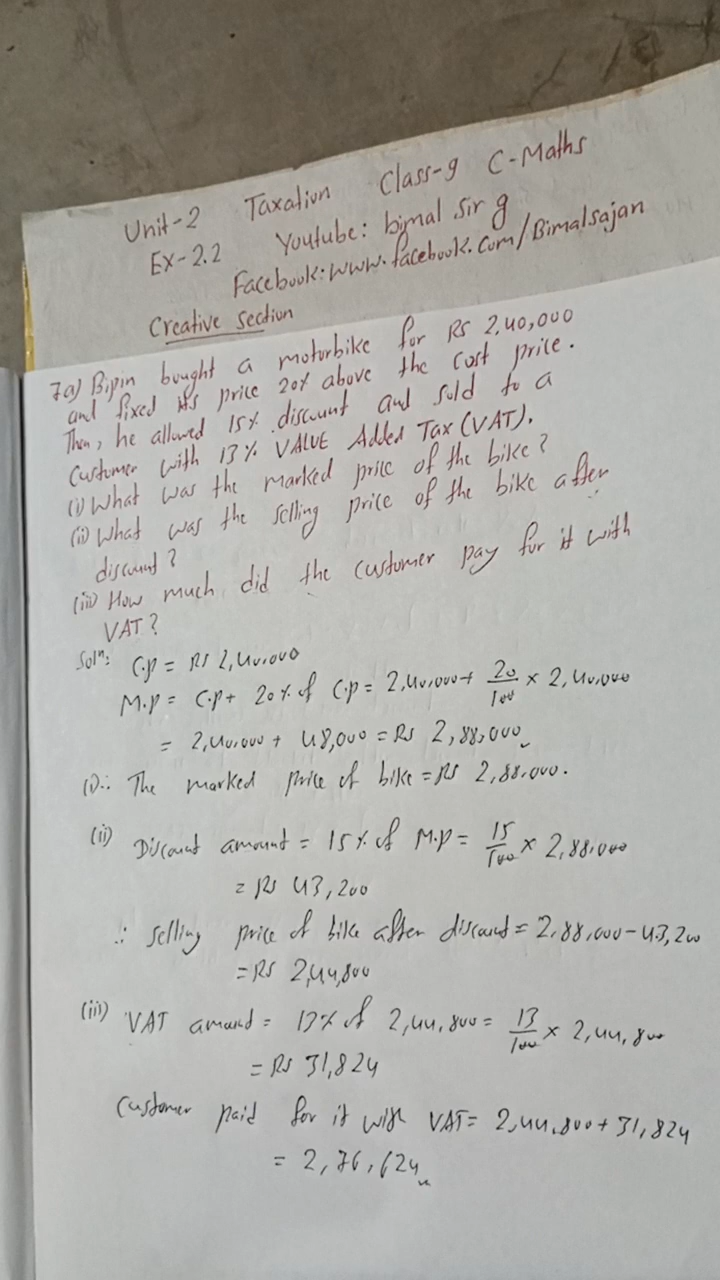 Unit-2 Taxation Class-9 C-Maths
Ex-2.2 Youtube: bimal sir g
Facebook: www.facebook.com/Bimalsajan
Creative section
7a) Bipin bought a motorbike for Rs 2,40,000
and fixed its price 20% above the cost price.
Then, he allowed 15% discount and sold to a
customer with 13% VALUE Added Tax (VAT).
(i) What was the marked price of the bike?
(ii) What was the selling price of the bike after
discount?
(iii) How much did the customer pay for it with
VAT?
Solⁿ: C.p = Rs 2,40,000
M.p = C.p + 20% of C.p = 2,40,000 + 20/100 × 2,40,000
= 2,40,000 + 48,000 = Rs 2,88,000
(i) ∴ The marked price of bike = Rs 2,88,000.
(ii) Discount amount = 15% of M.p = 15/100 × 2,88,000
= Rs 43,200
∴ selling price of bike after discount = 2,88,000 - 43,200
= Rs 2,44,800
(iii) VAT amount = 13% of 2,44,800 = 13/100 × 2,44,800
= Rs 31,824
Customer paid for it with VAT = 2,44,800 + 31,824
= 2,76,624